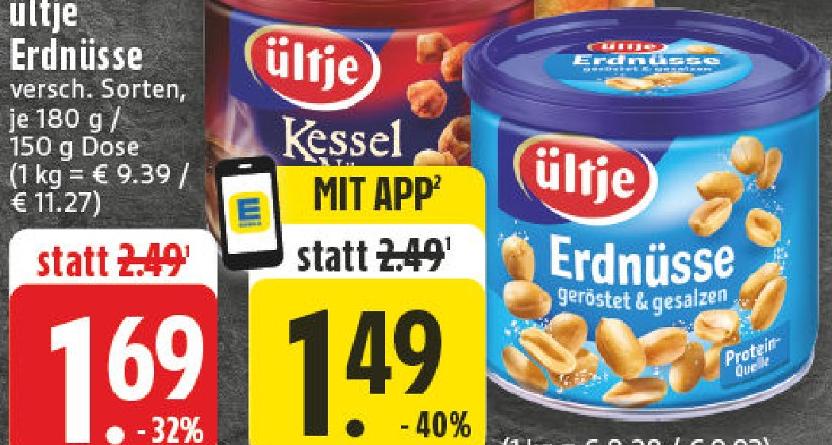 ültje
Erdnüsse
versch. Sorten,
je 180 g /
150 g Dose
(1 kg = € 9.39 /
€ 11.27)
statt 2.49¹
1.69
- 32%
E
MIT APP²
statt 2.49¹
1.49
- 40%
ültje
Kessel
ültje
Erdnüsse
geröstet & gesalzen
ültje
Erdnüsse
geröstet & gesalzen
Protein-
Quelle